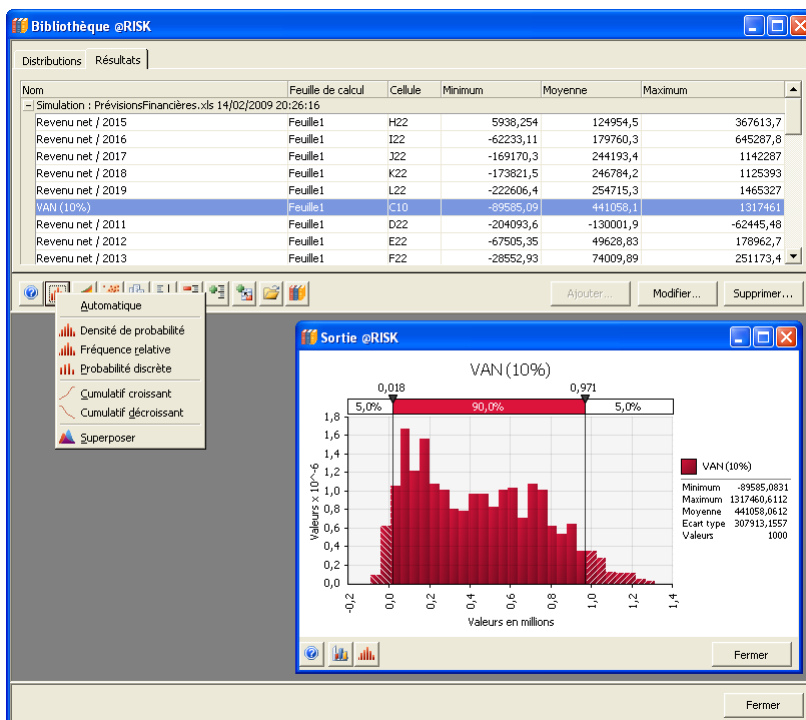 Bibliothèque @RISK
Distributions Résultats
Nom Feuille de calcul Cellule Minimum Moyenne Maximum
Simulation : PrévisionsFinancières.xls 14/02/2009 20:26:16
Revenu net / 2015 Feuille1 H22 5938,254 124954,5 367613,7
Revenu net / 2016 Feuille1 I22 -62233,11 179760,3 645287,8
Revenu net / 2017 Feuille1 J22 -169170,3 244193,4 1142287
Revenu net / 2018 Feuille1 K22 -173821,5 246784,2 1125393
Revenu net / 2019 Feuille1 L22 -222606,4 254715,3 1465327
VAN (10%) Feuille1 C10 -89585,09 441058,1 1317461
Revenu net / 2011 Feuille1 D22 -204093,6 -130001,9 -62445,48
Revenu net / 2012 Feuille1 E22 -67505,35 49628,83 178962,7
Revenu net / 2013 Feuille1 F22 -28552,93 74009,89 251173,4
Ajouter... Modifier... Supprimer...
Automatique
Densité de probabilité
Fréquence relative
Probabilité discrète
Cumulatif croissant
Cumulatif décroissant
Superposer
Sortie @RISK
VAN (10%)
0,018 0,971
5,0% 90,0% 5,0%
1,8
1,6
1,4
1,2
1,0
0,8
0,6
0,4
0,2
0,0
Valeurs x 10^-6
-0,2 0,0 0,2 0,4 0,6 0,8 1,0 1,2 1,4
Valeurs en millions
VAN (10%)
Minimum -89585,0831
Maximum 1317460,6112
Moyenne 441058,0612
Ecart type 307913,1557
Valeurs 1000
Fermer
Fermer